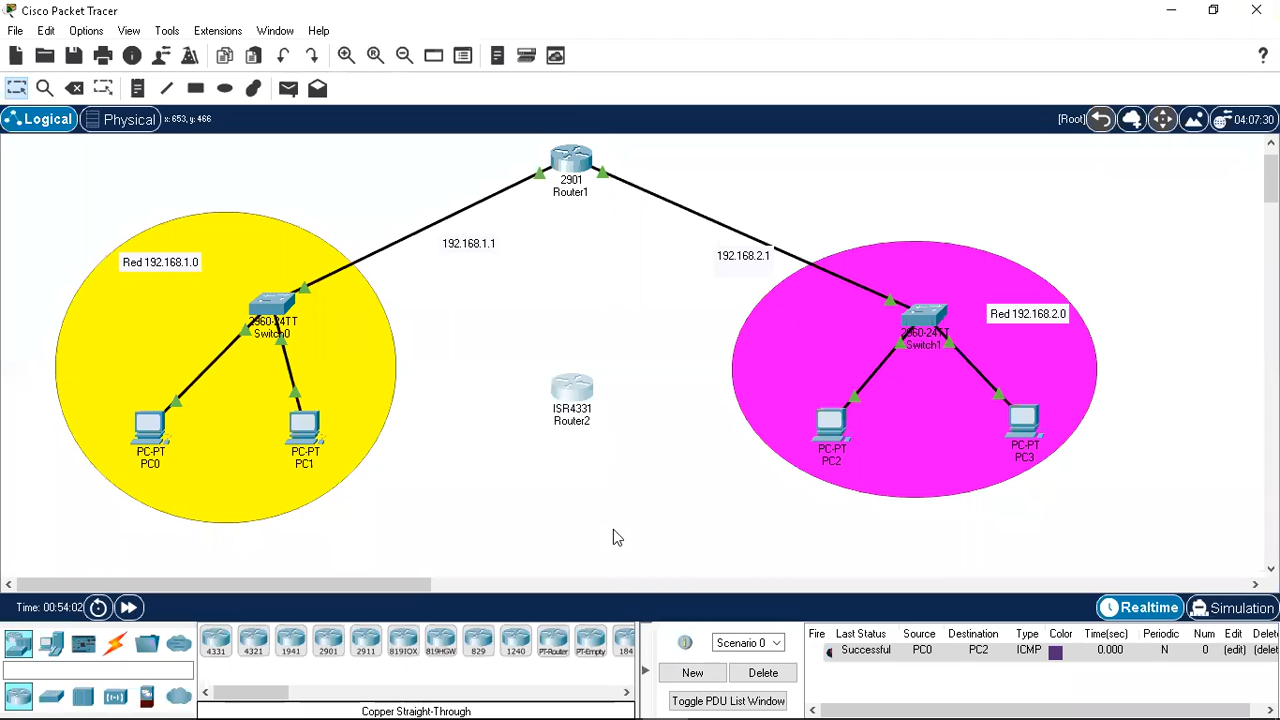 Cisco Packet Tracer
File Edit Options View Tools Extensions Window Help
Logical Physical x: 653, y: 466 [Root] 04:07:30
2901
Router1
192.168.1.1
192.168.2.1
Red 192.168.1.0
2960-24TT
Switch0
PC-PT
PC0
PC-PT
PC1
ISR4331
Router2
Red 192.168.2.0
2960-24TT
Switch1
PC-PT
PC2
PC-PT
PC3
Time: 00:54:02 Realtime Simulation
4331 4321 1941 2901 2911 819IOX 819HGW 829 1240 PT-Router PT-Empty 184
Copper Straight-Through
Scenario 0
New Delete
Toggle PDU List Window
Fire Last Status Source Destination Type Color Time(sec) Periodic Num Edit Delet
Successful PC0 PC2 ICMP 0.000 N 0 (edit) (delet